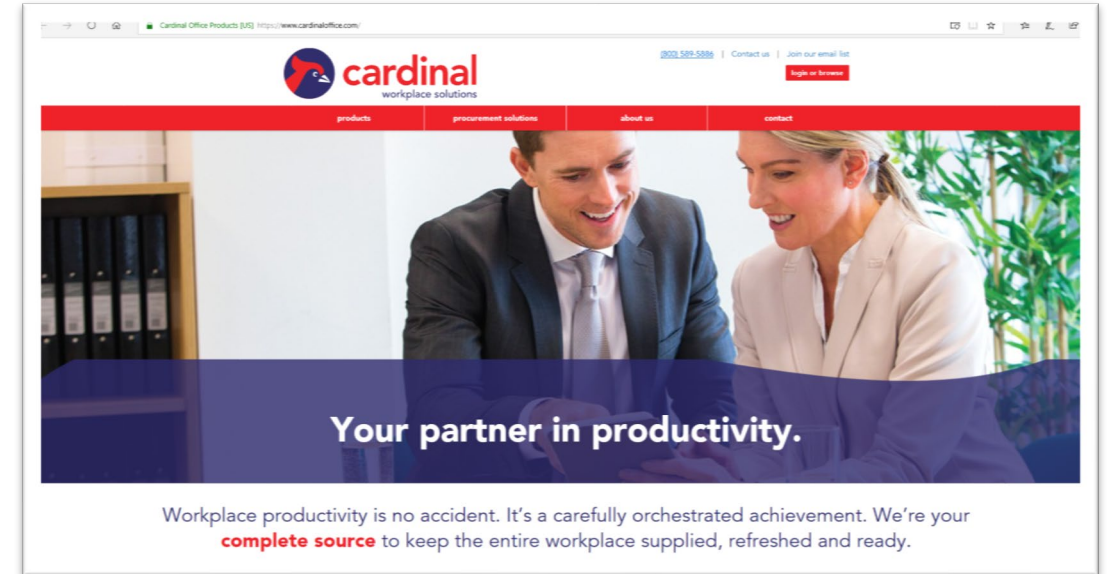 Cardinal Office Products [US] https://www.cardinaloffice.com/
cardinal
workplace solutions
(800) 589-5886 | Contact us | Join our email list
login or browse
products procurement solutions about us contact
Your partner in productivity.
Workplace productivity is no accident. It's a carefully orchestrated achievement. We're your
complete source to keep the entire workplace supplied, refreshed and ready.